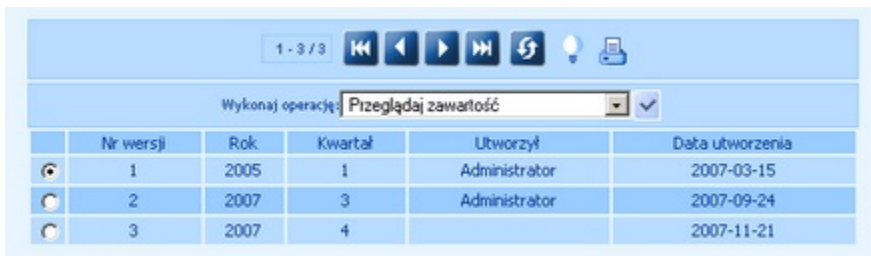 1 - 3 / 3
Wykonaj operację: Przeglądaj zawartość
Nr wersji Rok Kwartał Utworzył Data utworzenia
1 2005 1 Administrator 2007-03-15
2 2007 3 Administrator 2007-09-24
3 2007 4 2007-11-21